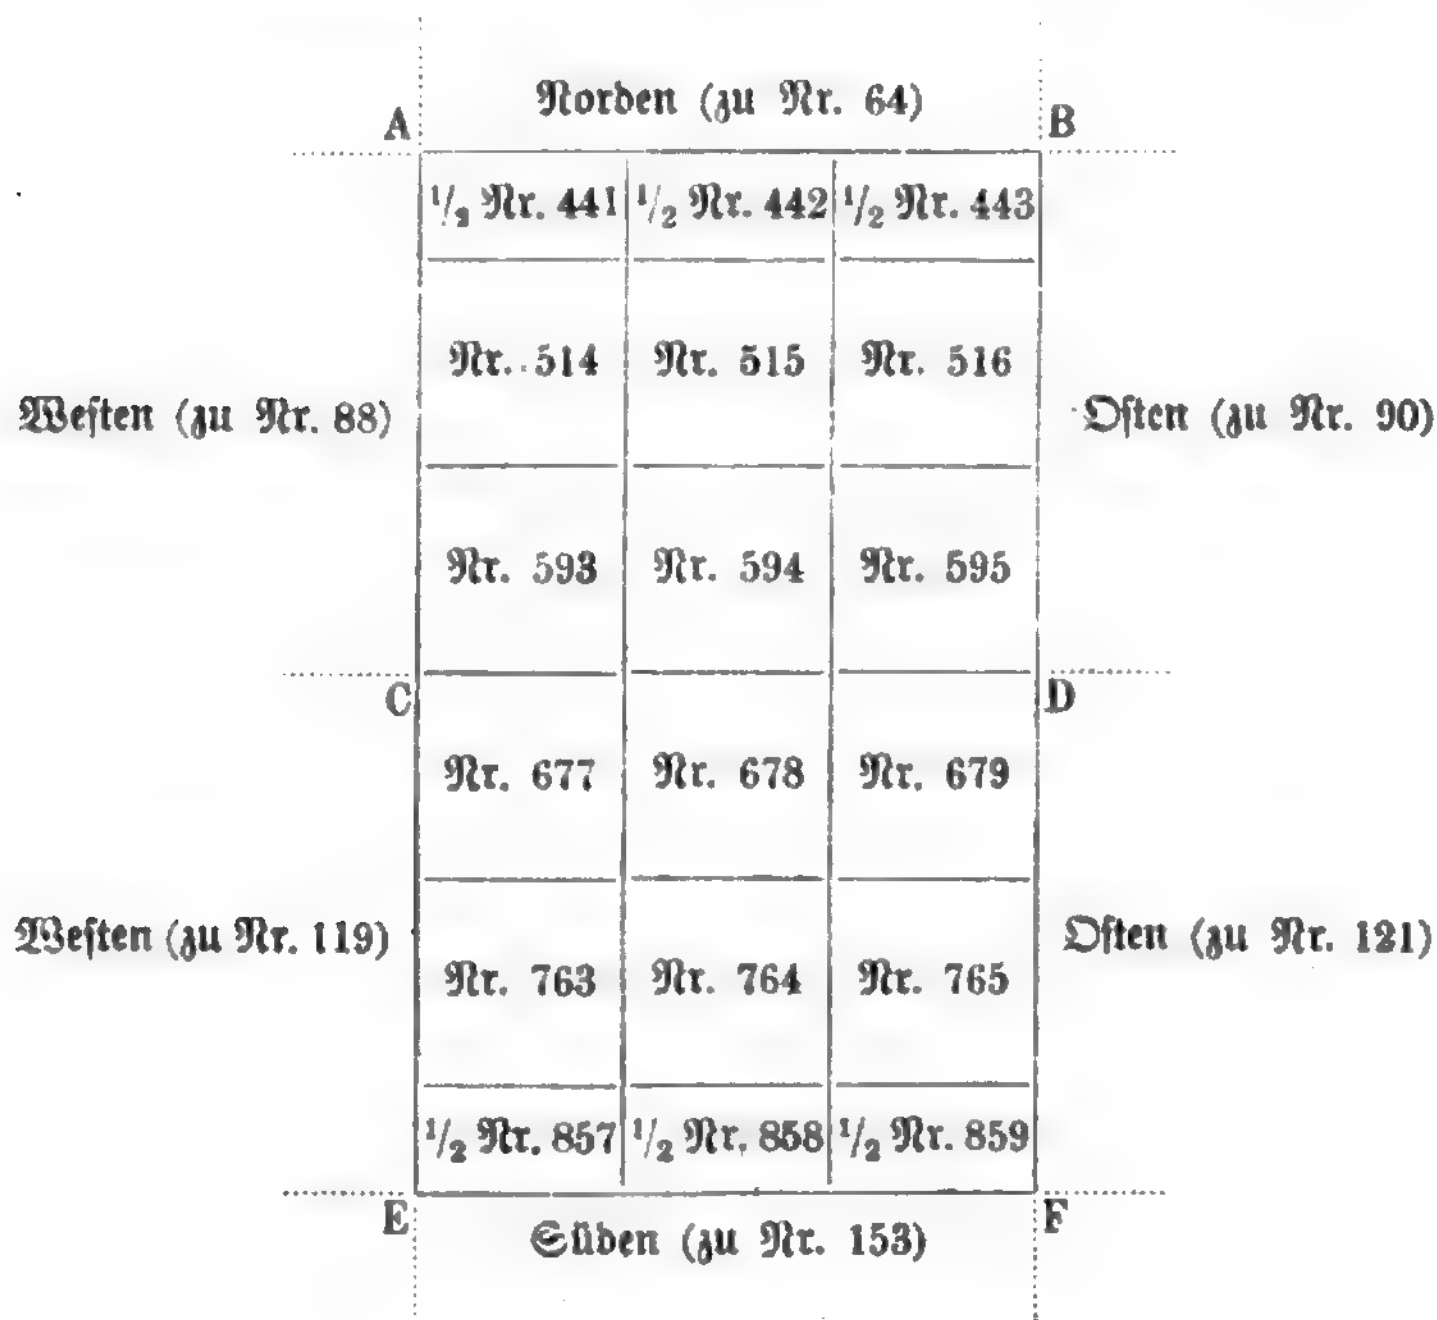 Norden (zu Nr. 64)
A B
1/2 Nr. 441 1/2 Nr. 442 1/2 Nr. 443
Nr. 514 Nr. 515 Nr. 516
Weſten (zu Nr. 88) Oſten (zu Nr. 90)
Nr. 593 Nr. 594 Nr. 595
C D
Nr. 677 Nr. 678 Nr. 679
Weſten (zu Nr. 119) Oſten (zu Nr. 121)
Nr. 763 Nr. 764 Nr. 765
1/2 Nr. 857 1/2 Nr. 858 1/2 Nr. 859
E F
Süden (zu Nr. 153)